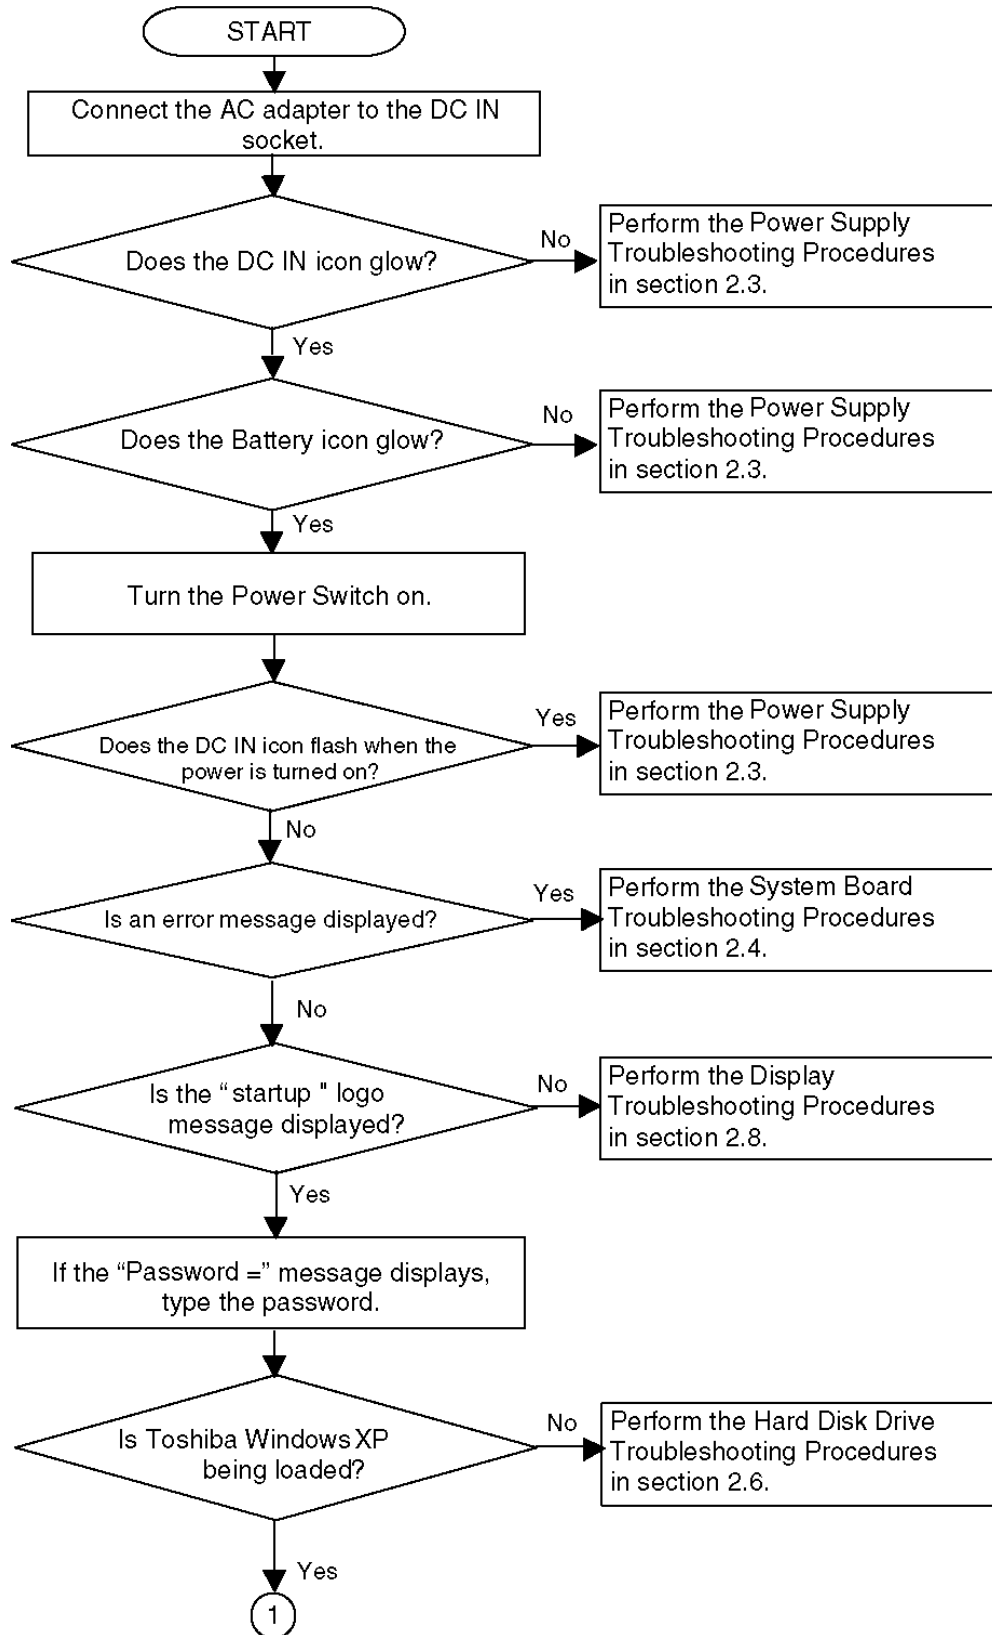 START
Connect the AC adapter to the DC IN
socket.
Does the DC IN icon glow?
No
Perform the Power Supply
Troubleshooting Procedures
in section 2.3.
Yes
Does the Battery icon glow?
No
Perform the Power Supply
Troubleshooting Procedures
in section 2.3.
Yes
Turn the Power Switch on.
Does the DC IN icon flash when the
power is turned on?
Yes
Perform the Power Supply
Troubleshooting Procedures
in section 2.3.
No
Is an error message displayed?
Yes
Perform the System Board
Troubleshooting Procedures
in section 2.4.
No
Is the “startup " logo
message displayed?
No
Perform the Display
Troubleshooting Procedures
in section 2.8.
Yes
If the “Password =” message displays,
type the password.
Is Toshiba Windows XP
being loaded?
No
Perform the Hard Disk Drive
Troubleshooting Procedures
in section 2.6.
Yes
1